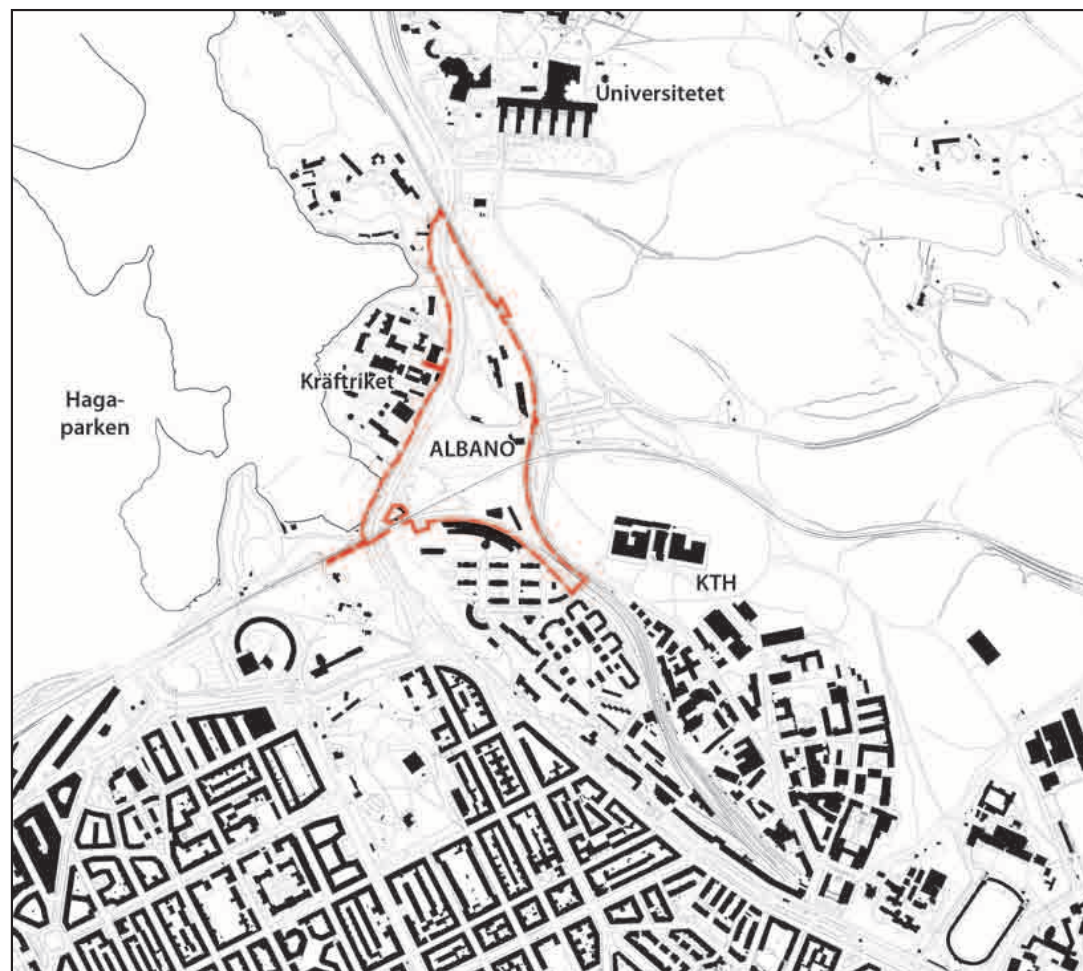 Universitetet
Kräftriket
Haga-
parken
ALBANO
KTH